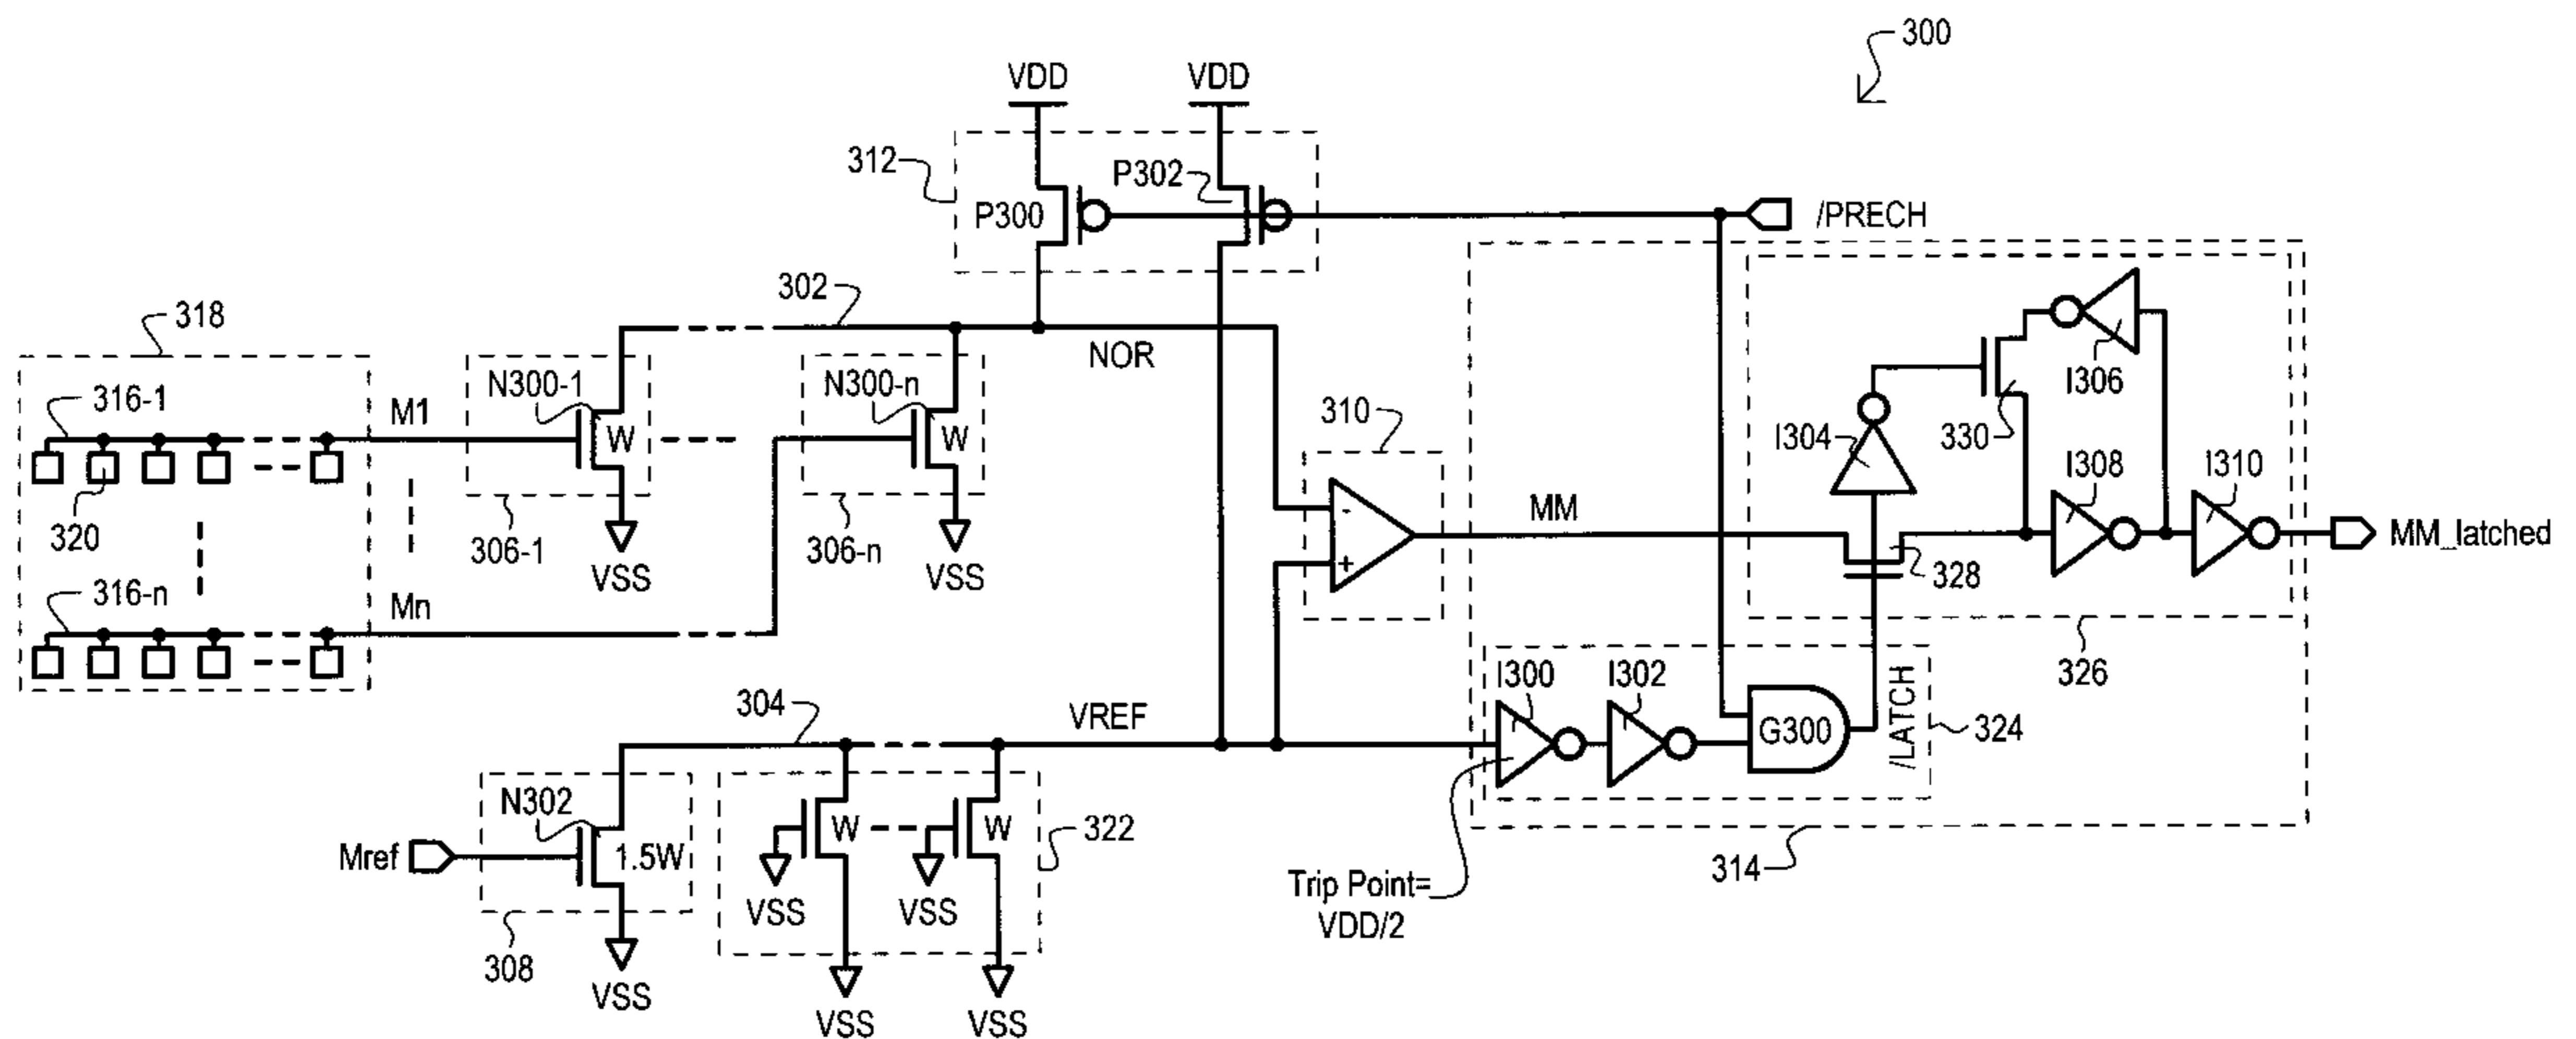 300
VDD
VDD
312
P302
P300
/PRECH
302
318
NOR
N300-1
N300-n
316-1
M1
W
W
310
I306
I304
330
320
306-1
306-n
-
I308
I310
MM
MM_latched
VSS
VSS
+
328
316-n
Mn
326
304
VREF
I300
I302
/LATCH
G300
324
N302
W
W
322
Mref
1.5W
314
Trip Point=
VDD/2
VSS
VSS
308
VSS
VSS
VSS